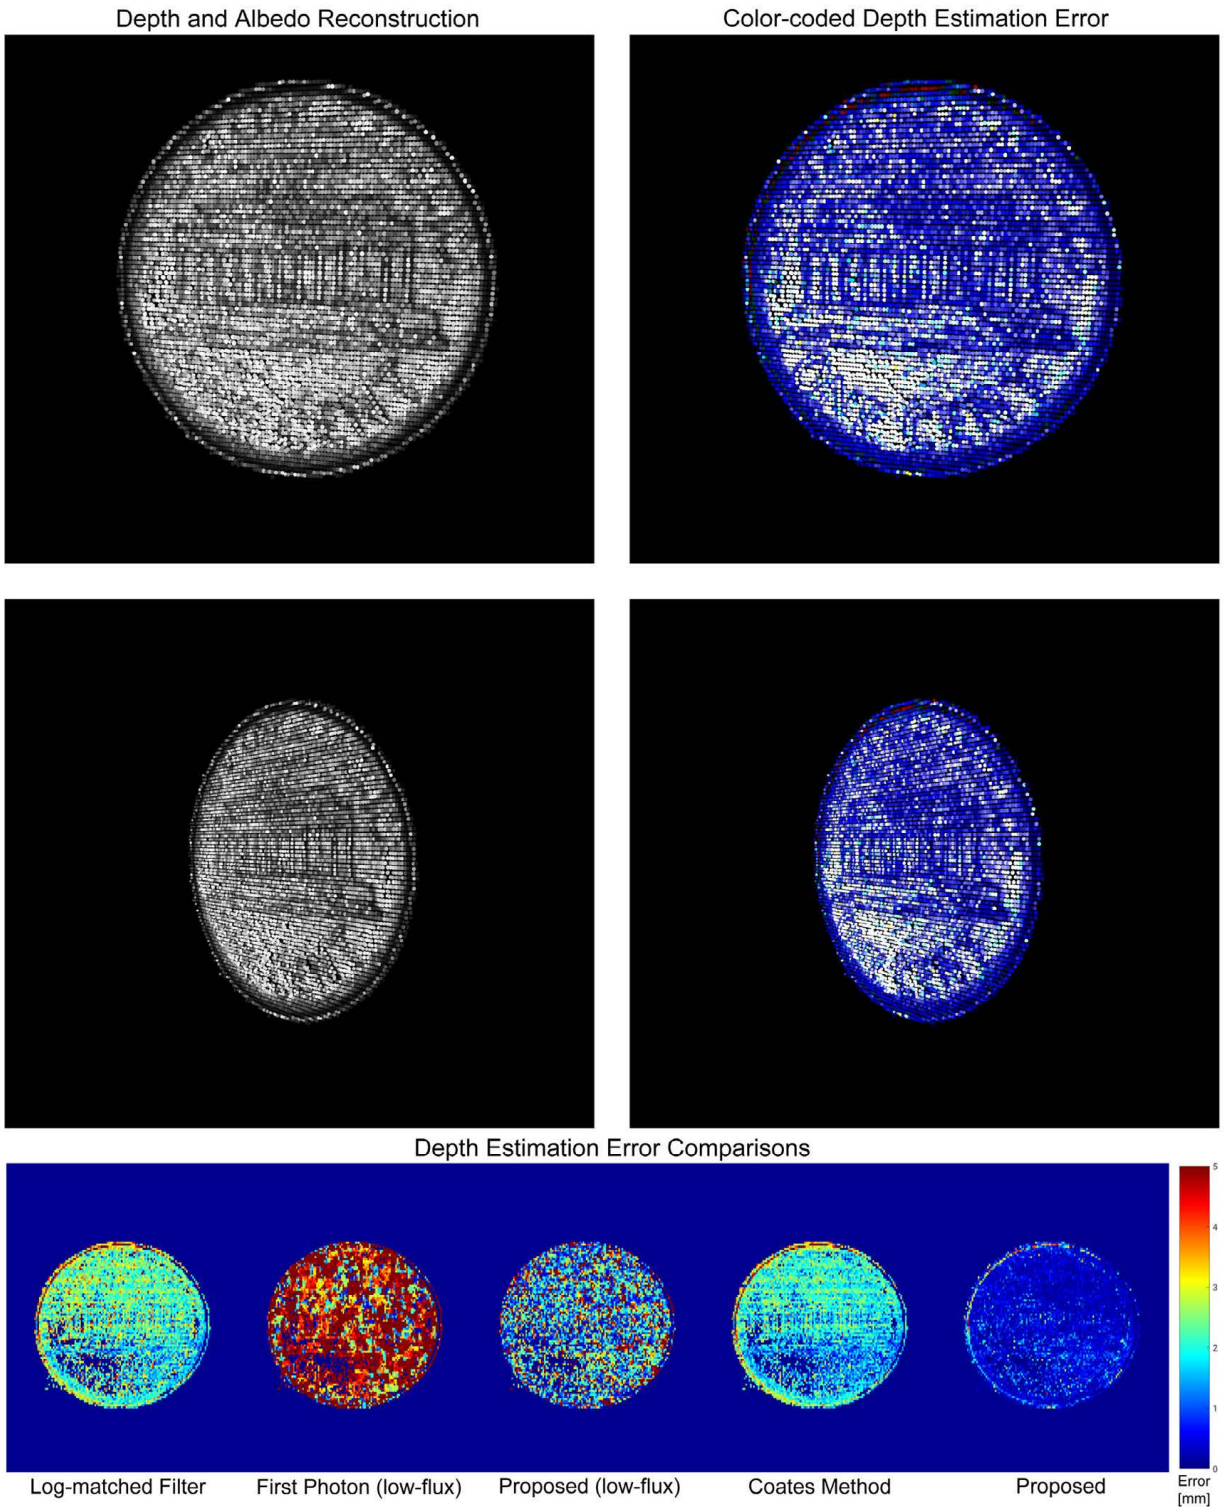 Depth and Albedo Reconstruction
Color-coded Depth Estimation Error
Depth Estimation Error Comparisons
5
4
3
2
1
0
Log-matched Filter
First Photon (low-flux)
Proposed (low-flux)
Coates Method
Proposed
Error
[mm]